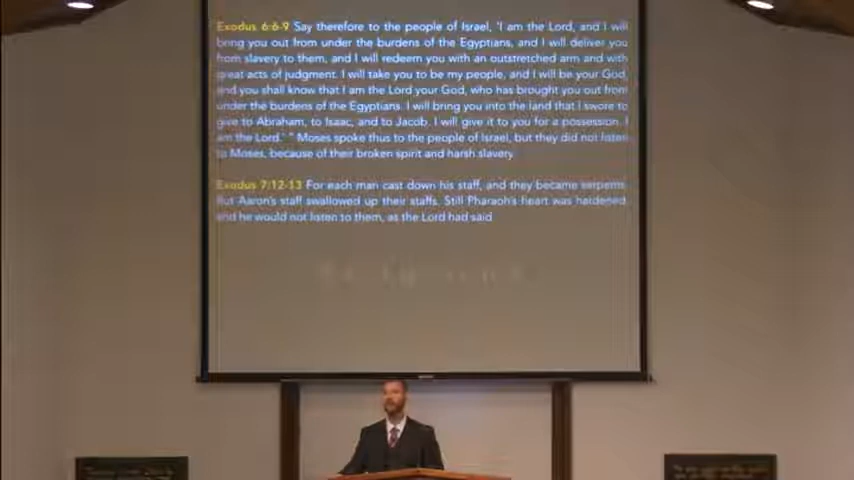 Exodus 6:6-9 Say therefore to the people of Israel, 'I am the Lord, and I will
bring you out from under the burdens of the Egyptians, and I will deliver you
from slavery to them, and I will redeem you with an outstretched arm and with
great acts of judgment. I will take you to be my people, and I will be your God,
and you shall know that I am the Lord your God, who has brought you out from
under the burdens of the Egyptians. I will bring you into the land that I swore to
give to Abraham, to Isaac, and to Jacob. I will give it to you for a possession. I
am the Lord.' " Moses spoke thus to the people of Israel, but they did not listen
to Moses, because of their broken spirit and harsh slavery.
Exodus 7:12-13 For each man cast down his staff, and they became serpents.
But Aaron's staff swallowed up their staffs. Still Pharaoh's heart was hardened,
and he would not listen to them, as the Lord had said